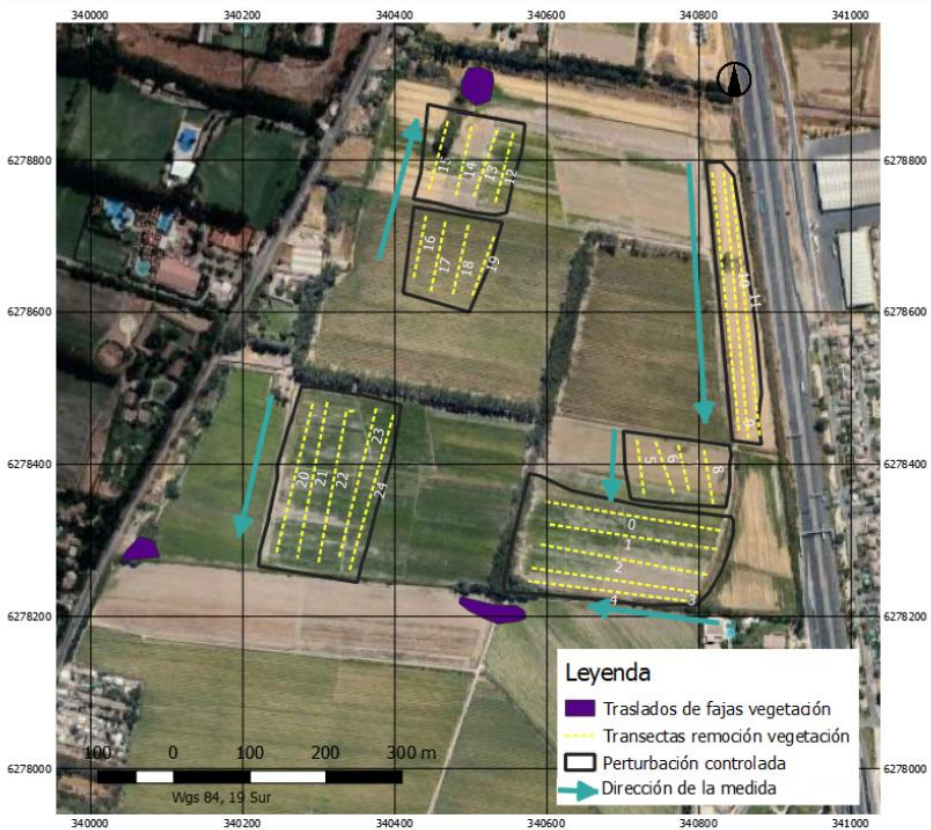 340000 340200 340400 340600 340800 341000
6278800 6278800
15 14 13 12
16 17 18 19
10 11
6278600 6278600
9
23
6278400 6278400
20 21 22 24
5 6 8
0
1
2
4 3
6278200 6278200
Leyenda
Traslados de fajas vegetación
Transectas remoción vegetación
Perturbación controlada
Dirección de la medida
6278000 6278000
100 0 100 200 300 m
Wgs 84, 19 Sur
340000 340200 340400 340600 340800 341000